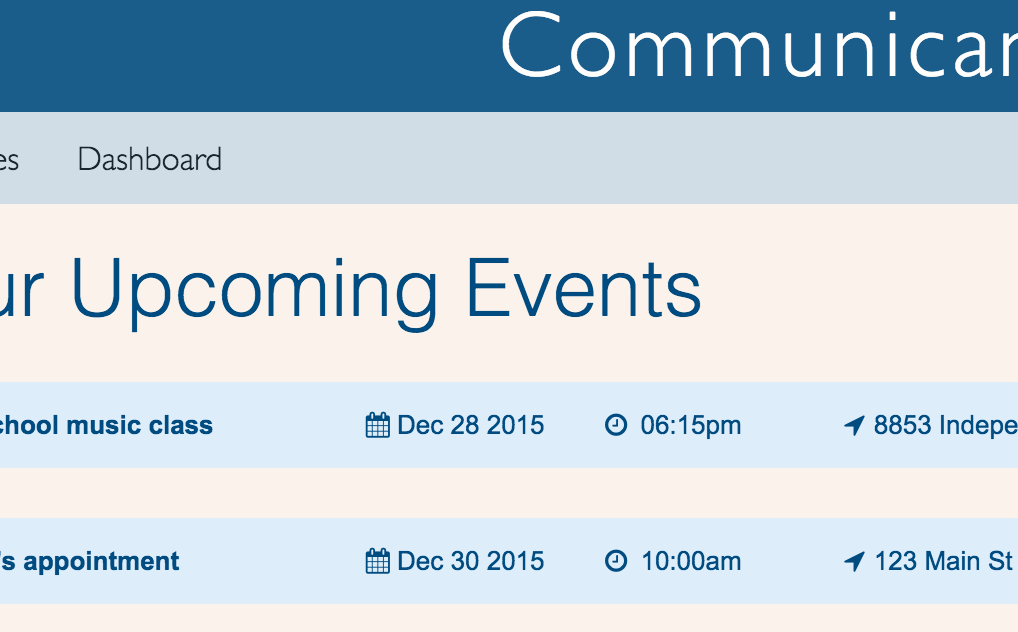 Communicar
es Dashboard
ur Upcoming Events
chool music class Dec 28 2015 06:15pm 8853 Indepe
's appointment Dec 30 2015 10:00am 123 Main St